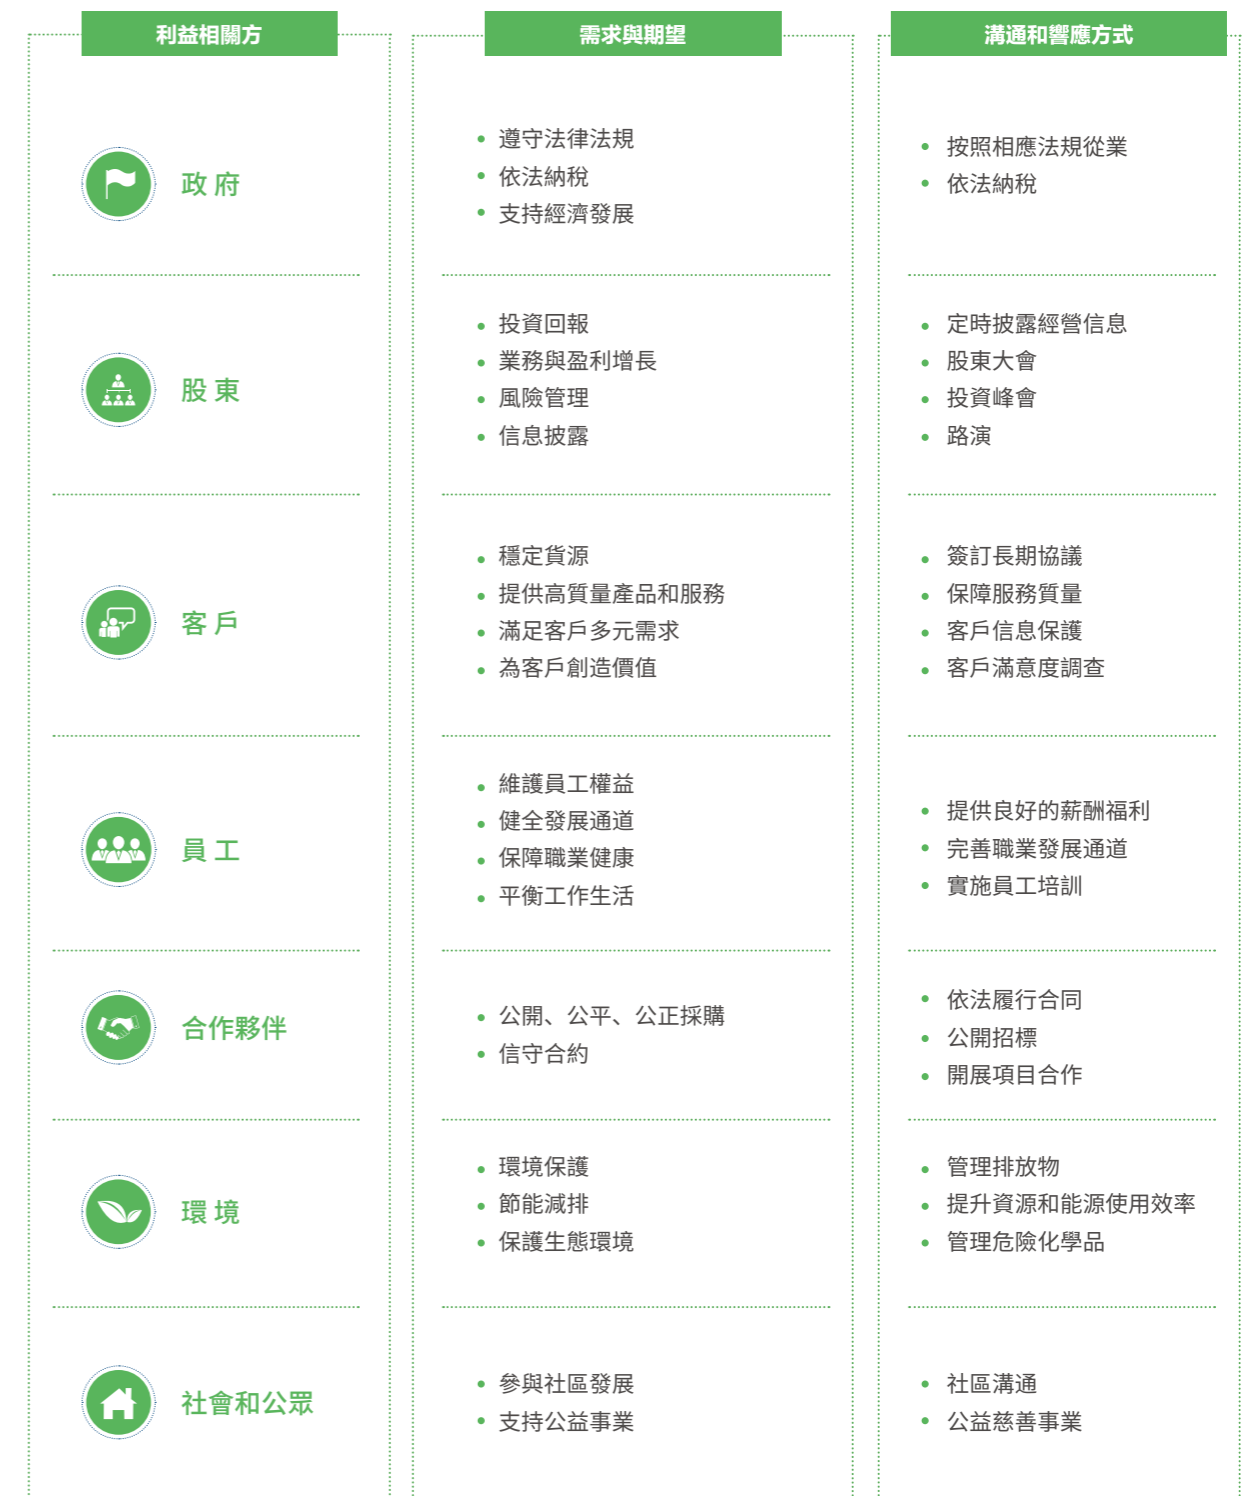 利益相關方
需求與期望
溝通和響應方式
政府
遵守法律法規
依法納稅
支持經濟發展
按照相應法規從業
依法納稅
股東
投資回報
業務與盈利增長
風險管理
信息披露
定時披露經營信息
股東大會
投資峰會
路演
客戶
穩定貨源
提供高質量產品和服務
滿足客戶多元需求
為客戶創造價值
簽訂長期協議
保障服務質量
客戶信息保護
客戶滿意度調查
員工
維護員工權益
健全發展通道
保障職業健康
平衡工作生活
提供良好的薪酬福利
完善職業發展通道
實施員工培訓
合作夥伴
公開、公平、公正採購
信守合約
依法履行合同
公開招標
開展項目合作
環境
環境保護
節能減排
保護生態環境
管理排放物
提升資源和能源使用效率
管理危險化學品
社會和公眾
參與社區發展
支持公益事業
社區溝通
公益慈善事業